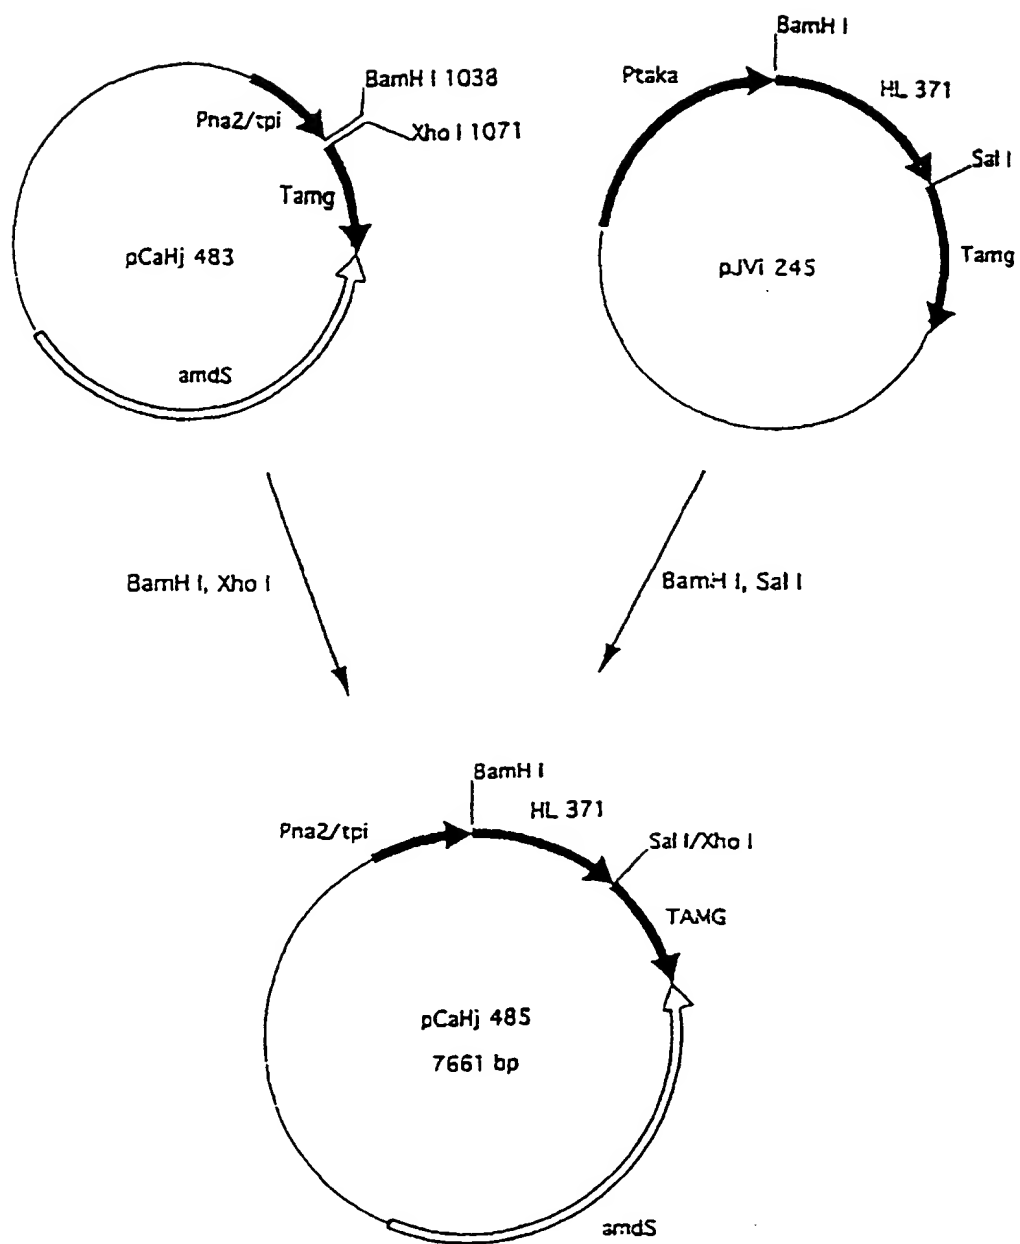 BamH I
Ptaka
HL 371
BamH I 1038
Pna2/tpi
Xho I 1071
Sal I
Tamg
pCaHj 483
pJVi 245
Tamg
amdS
BamH I, Xho I
BamH I, Sal I
BamH I
HL 371
Pna2/tpi
Sal I/Xho I
TAMG
pCaHj 485
7661 bp
amdS